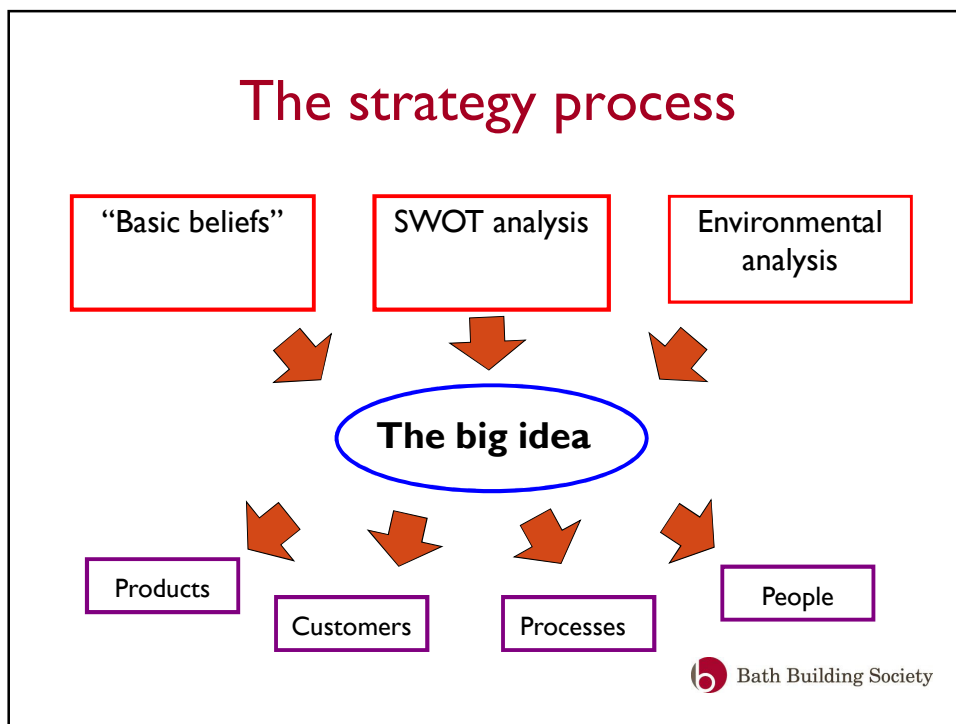 The strategy process
“Basic beliefs”
SWOT analysis
Environmental
analysis
The big idea
Products
Customers
Processes
People
Bath Building Society